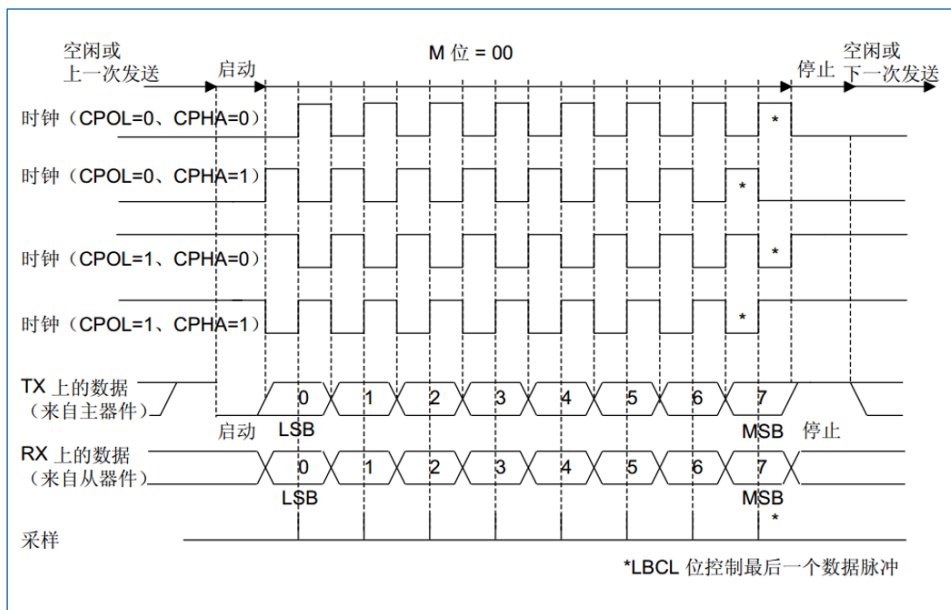 空闲或
上一次发送
启动
M 位 = 00
停止
空闲或
下一次发送
时钟（CPOL=0、CPHA=0）
*
时钟（CPOL=0、CPHA=1）
*
时钟（CPOL=1、CPHA=0）
*
时钟（CPOL=1、CPHA=1）
*
TX 上的数据
（来自主器件）
0 1 2 3 4 5 6 7
启动 LSB MSB 停止
RX 上的数据
（来自从器件）
0 1 2 3 4 5 6 7
LSB MSB
*
采样
*LBCL 位控制最后一个数据脉冲